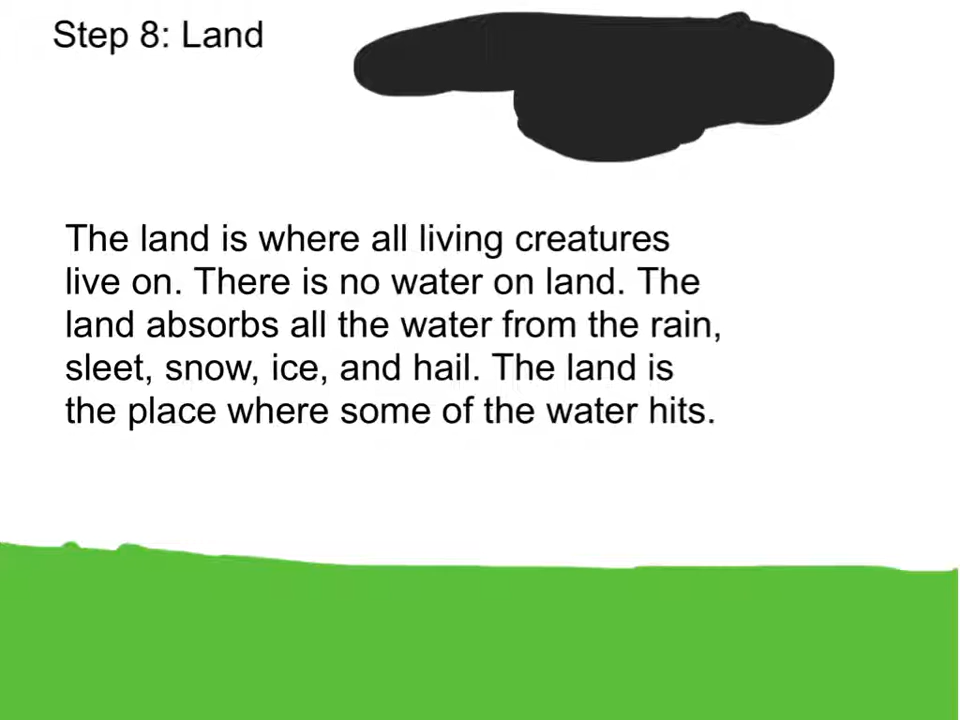 Step 8: Land
The land is where all living creatures
live on. There is no water on land. The
land absorbs all the water from the rain,
sleet, snow, ice, and hail. The land is
the place where some of the water hits.